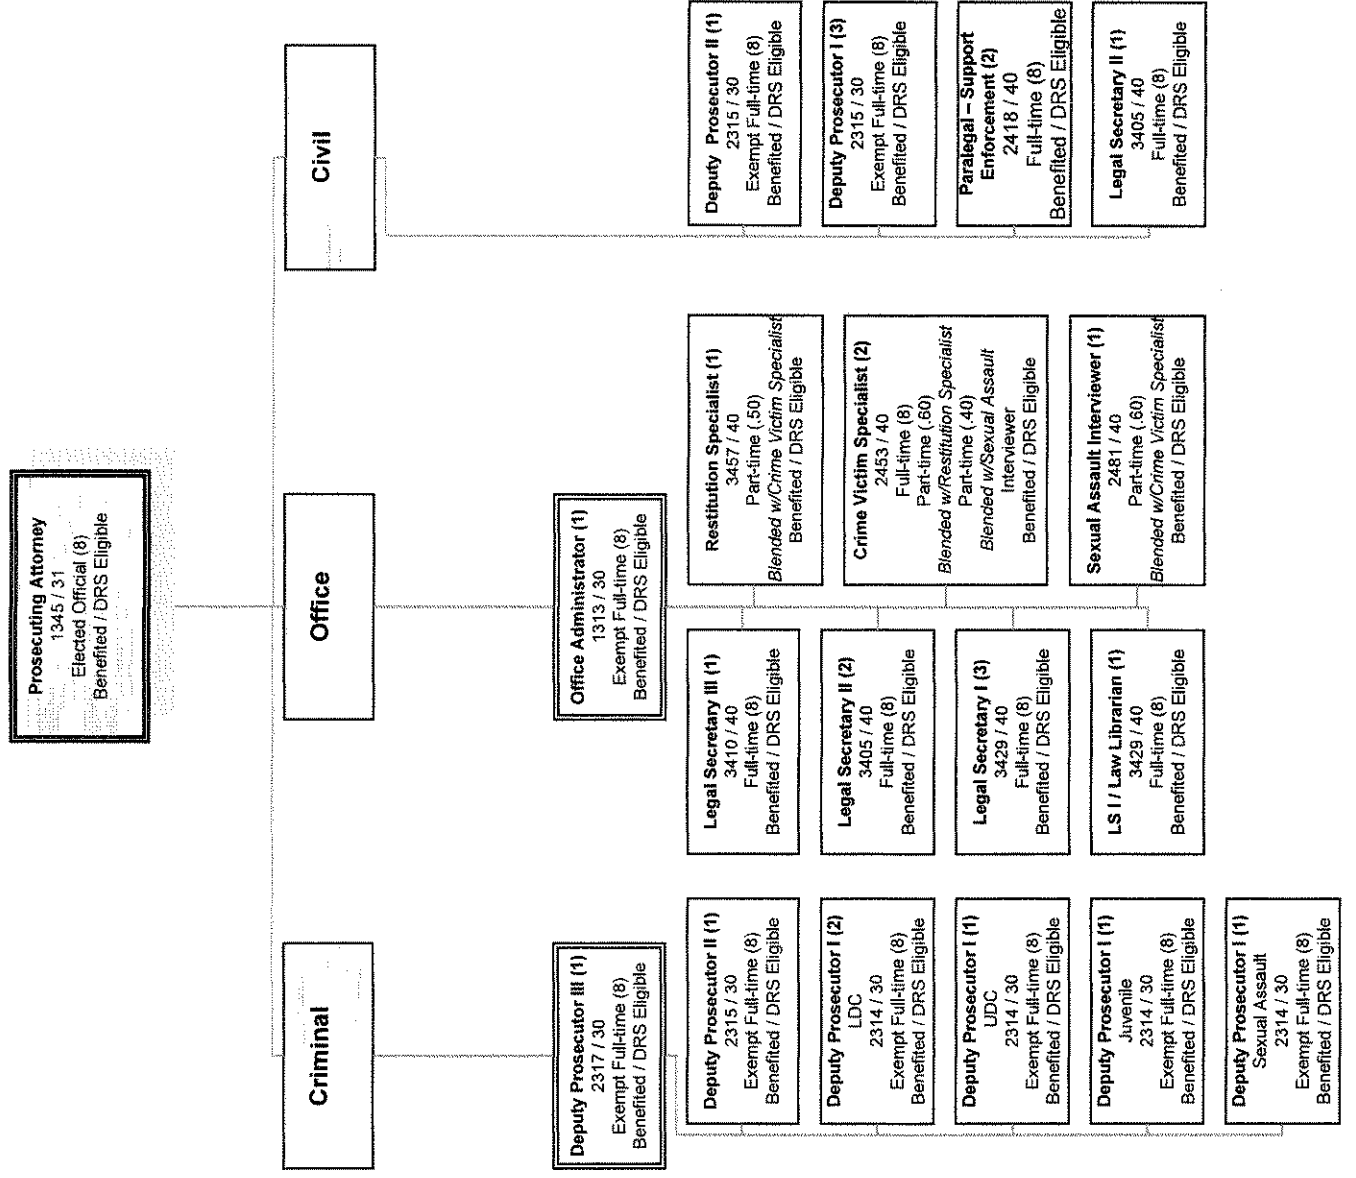 Prosecuting Attorney
1345 / 31
Elected Official (8)
Benefited / DRS Eligible
Criminal
Office
Civil
Deputy Prosecutor III (1)
2317 / 30
Exempt Full-time (8)
Benefited / DRS Eligible
Office Administrator (1)
1313 / 30
Exempt Full-time (8)
Benefited / DRS Eligible
Deputy Prosecutor II (1)
2315 / 30
Exempt Full-time (8)
Benefited / DRS Eligible
Deputy Prosecutor I (2)
LDC
2314 / 30
Exempt Full-time (8)
Benefited / DRS Eligible
Deputy Prosecutor I (1)
UDC
2314 / 30
Exempt Full-time (8)
Benefited / DRS Eligible
Deputy Prosecutor I (1)
Juvenile
2314 / 30
Exempt Full-time (8)
Benefited / DRS Eligible
Deputy Prosecutor I (1)
Sexual Assault
2314 / 30
Exempt Full-time (8)
Benefited / DRS Eligible
Legal Secretary III (1)
3410 / 40
Full-time (8)
Benefited / DRS Eligible
Legal Secretary II (2)
3405 / 40
Full-time (8)
Benefited / DRS Eligible
Legal Secretary I (3)
3429 / 40
Full-time (8)
Benefited / DRS Eligible
LS I / Law Librarian (1)
3429 / 40
Full-time (8)
Benefited / DRS Eligible
Restitution Specialist (1)
3457 / 40
Part-time (.50)
Blended w/Crime Victim Specialist
Benefited / DRS Eligible
Crime Victim Specialist (2)
2453 / 40
Full-time (8)
Part-time (.60)
Blended w/Restitution Specialist
Part-time (.40)
Blended w/Sexual Assault
Interviewer
Benefited / DRS Eligible
Sexual Assault Interviewer (1)
2481 / 40
Part-time (.60)
Blended w/Crime Victim Specialist
Benefited / DRS Eligible
Deputy Prosecutor II (1)
2315 / 30
Exempt Full-time (8)
Benefited / DRS Eligible
Deputy Prosecutor I (3)
2315 / 30
Exempt Full-time (8)
Benefited / DRS Eligible
Paralegal – Support
Enforcement (2)
2418 / 40
Full-time (8)
Benefited / DRS Eligible
Legal Secretary II (1)
3405 / 40
Full-time (8)
Benefited / DRS Eligible